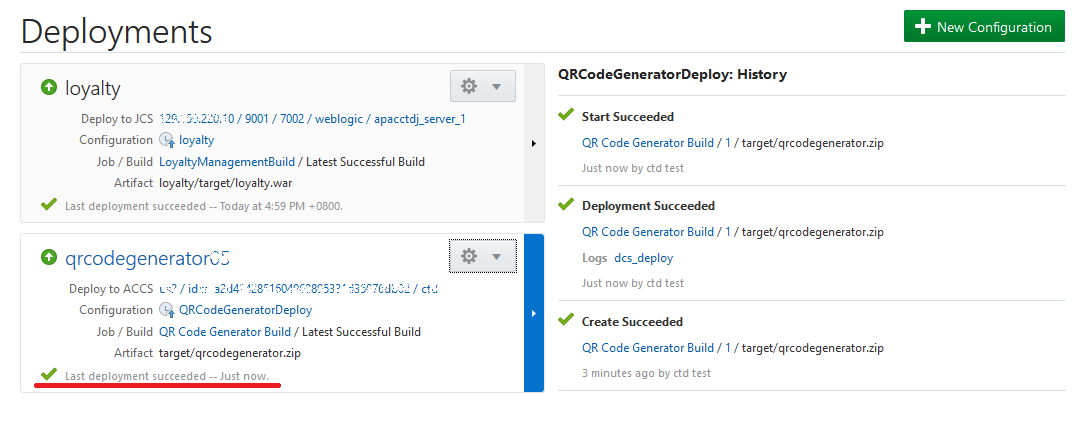 Deployments
New Configuration
loyalty
Deploy to JCS / 9001 / 7002 / weblogic / apacctdj_server_1
Configuration loyalty
Job / Build LoyaltyManagementBuild / Latest Successful Build
Artifact loyalty/target/loyalty.war
Last deployment succeeded -- Today at 4:59 PM +0800.
qrcodegenerator05
Deploy to ACCS / ctd
Configuration QRCodeGeneratorDeploy
Job / Build QR Code Generator Build / Latest Successful Build
Artifact target/qrcodegenerator.zip
Last deployment succeeded -- Just now.
QRCodeGeneratorDeploy: History
Start Succeeded
QR Code Generator Build / 1 / target/qrcodegenerator.zip
Just now by ctd test
Deployment Succeeded
QR Code Generator Build / 1 / target/qrcodegenerator.zip
Logs dcs_deploy
Just now by ctd test
Create Succeeded
QR Code Generator Build / 1 / target/qrcodegenerator.zip
3 minutes ago by ctd test